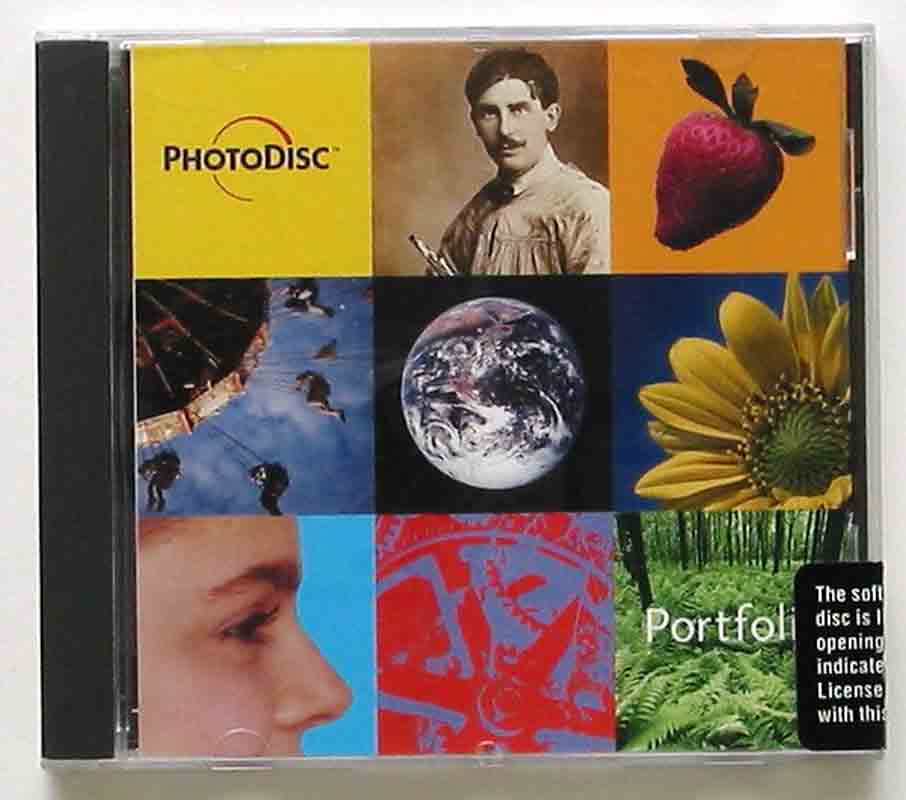 PHOTODISC™
Portfoli
The soft
disc is l
opening
indicate
License
with this